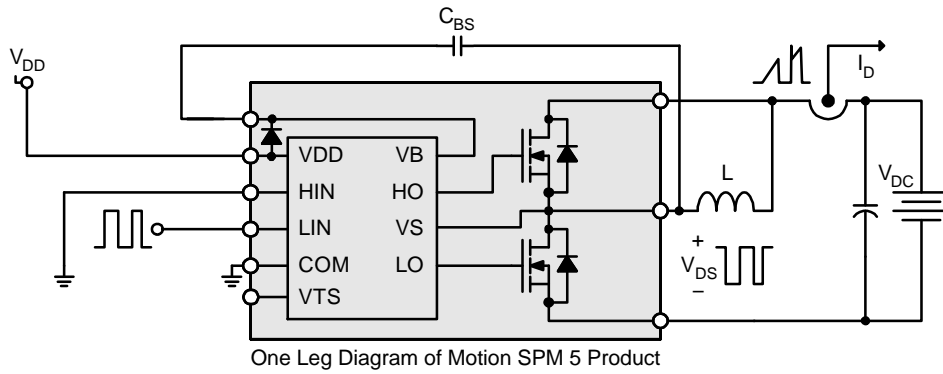 C_BS
V_DD
I_D
VDD VB
HIN HO
LIN VS
COM LO
VTS
L
V_DC
+
V_DS
–
One Leg Diagram of Motion SPM 5 Product